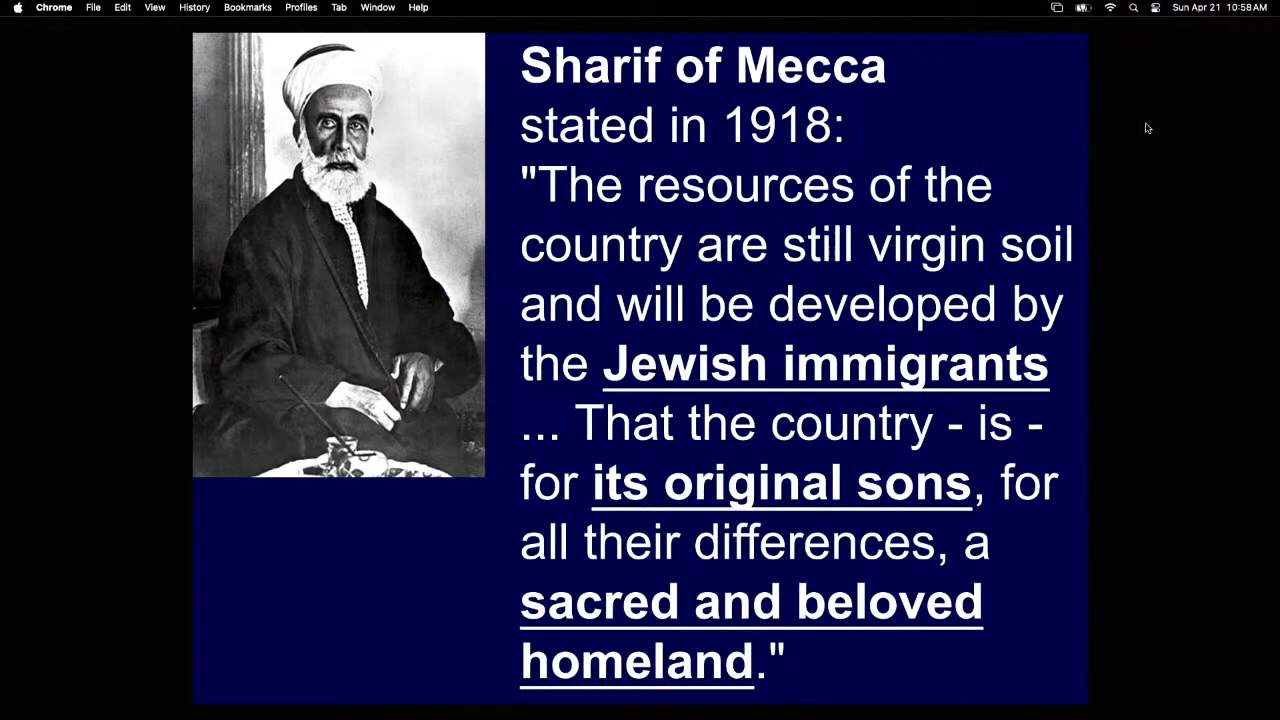 Chrome File Edit View History Bookmarks Profiles Tab Window Help Sun Apr 21 10:58 AM
Sharif of Mecca
stated in 1918:
"The resources of the
country are still virgin soil
and will be developed by
the Jewish immigrants
... That the country - is -
for its original sons, for
all their differences, a
sacred and beloved
homeland."